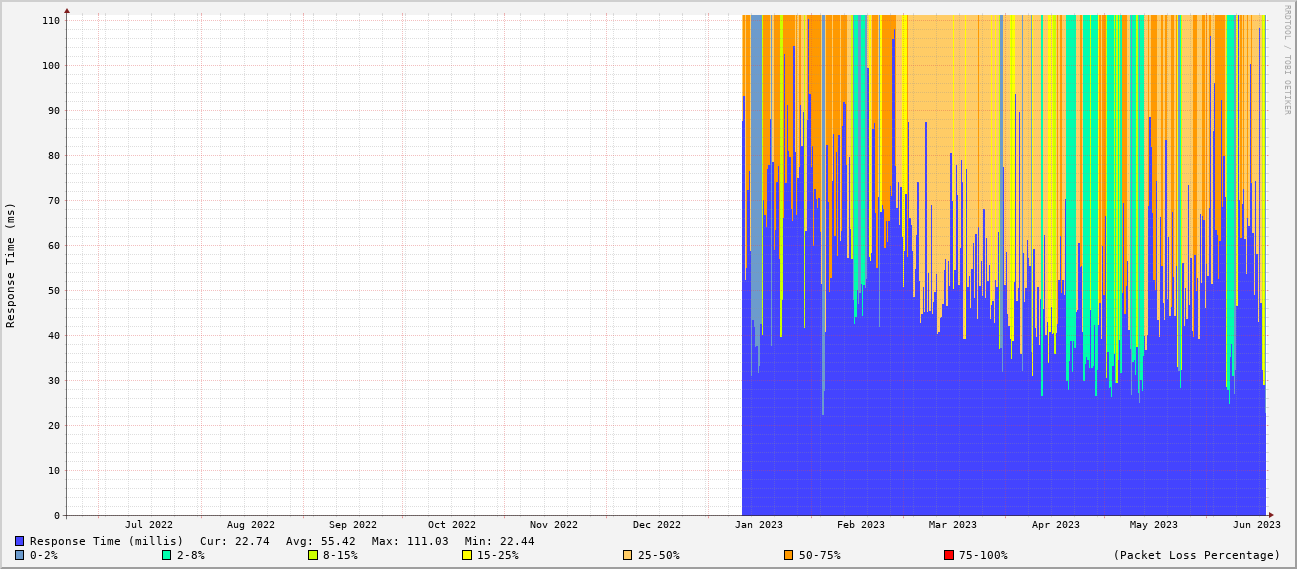 RRDTOOL / TOBI OETIKER
Response Time (ms)
110
100
90
80
70
60
50
40
30
20
10
0
Jul 2022 Aug 2022 Sep 2022 Oct 2022 Nov 2022 Dec 2022 Jan 2023 Feb 2023 Mar 2023 Apr 2023 May 2023 Jun 2023
Response Time (millis) Cur: 22.74 Avg: 55.42 Max: 111.03 Min: 22.44
0-2% 2-8% 8-15% 15-25% 25-50% 50-75% 75-100% (Packet Loss Percentage)